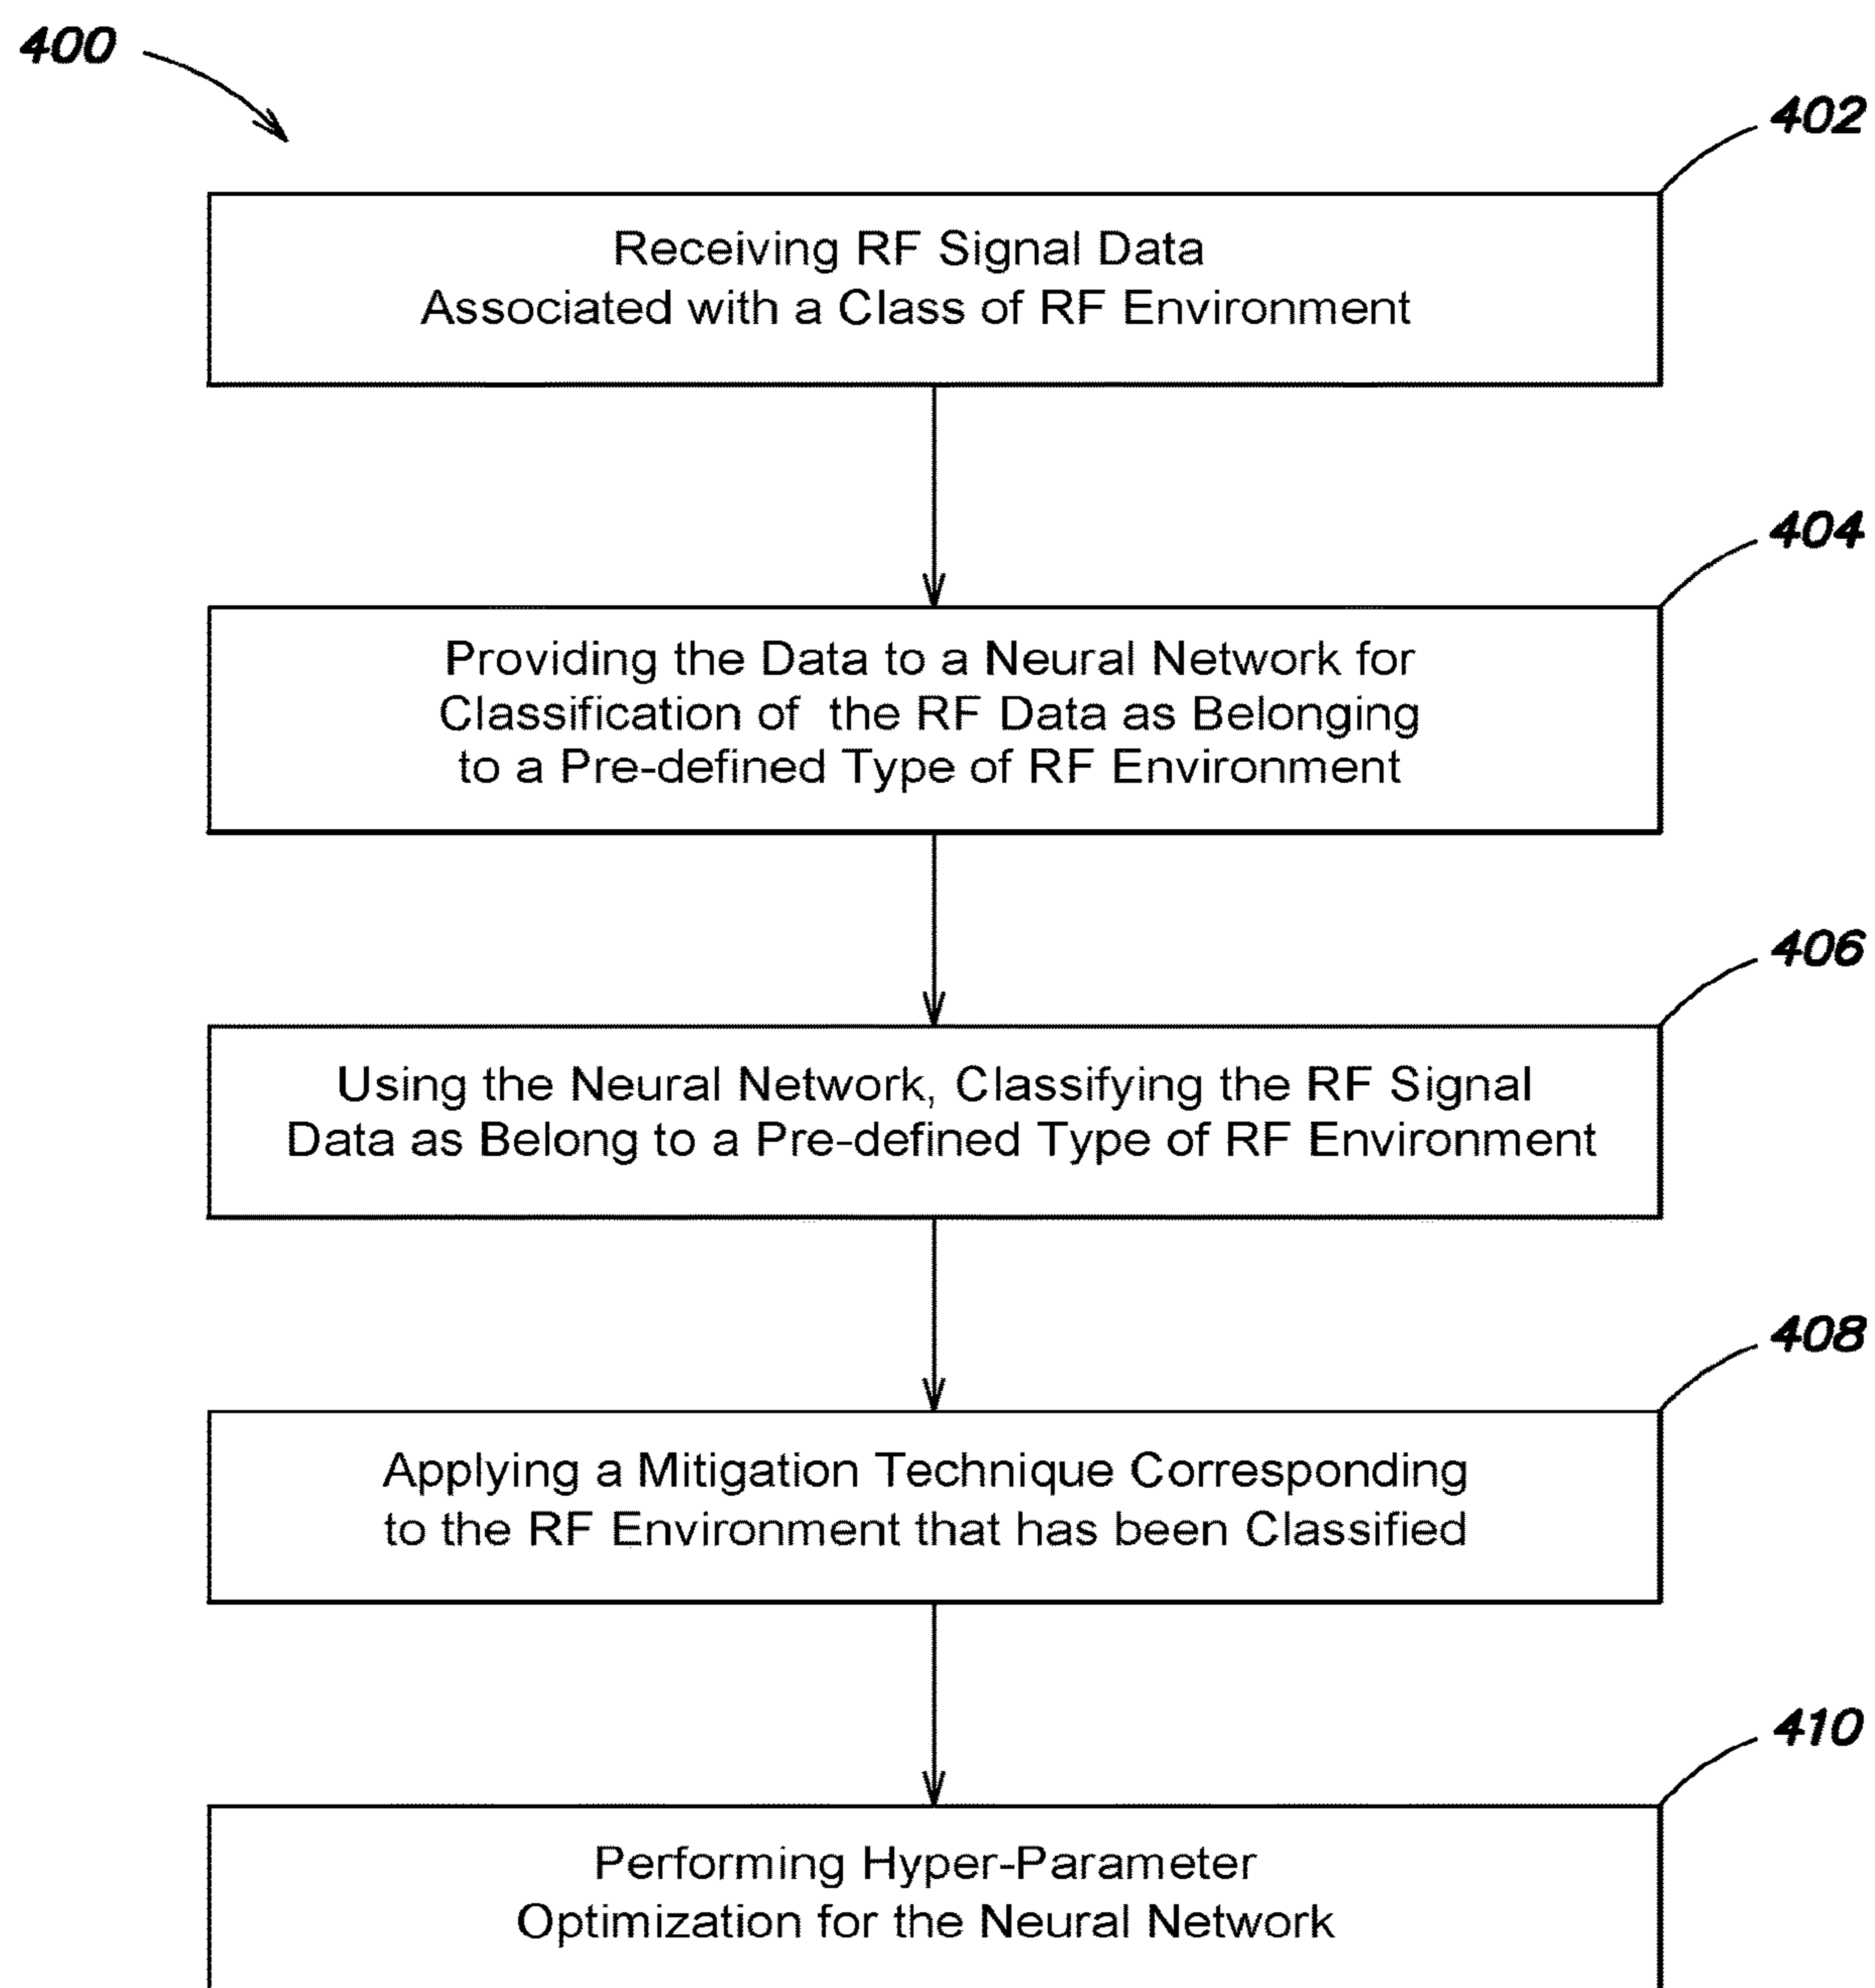 400
402
Receiving RF Signal Data
Associated with a Class of RF Environment
404
Providing the Data to a Neural Network for
Classification of the RF Data as Belonging
to a Pre-defined Type of RF Environment
406
Using the Neural Network, Classifying the RF Signal
Data as Belong to a Pre-defined Type of RF Environment
408
Applying a Mitigation Technique Corresponding
to the RF Environment that has been Classified
410
Performing Hyper-Parameter
Optimization for the Neural Network